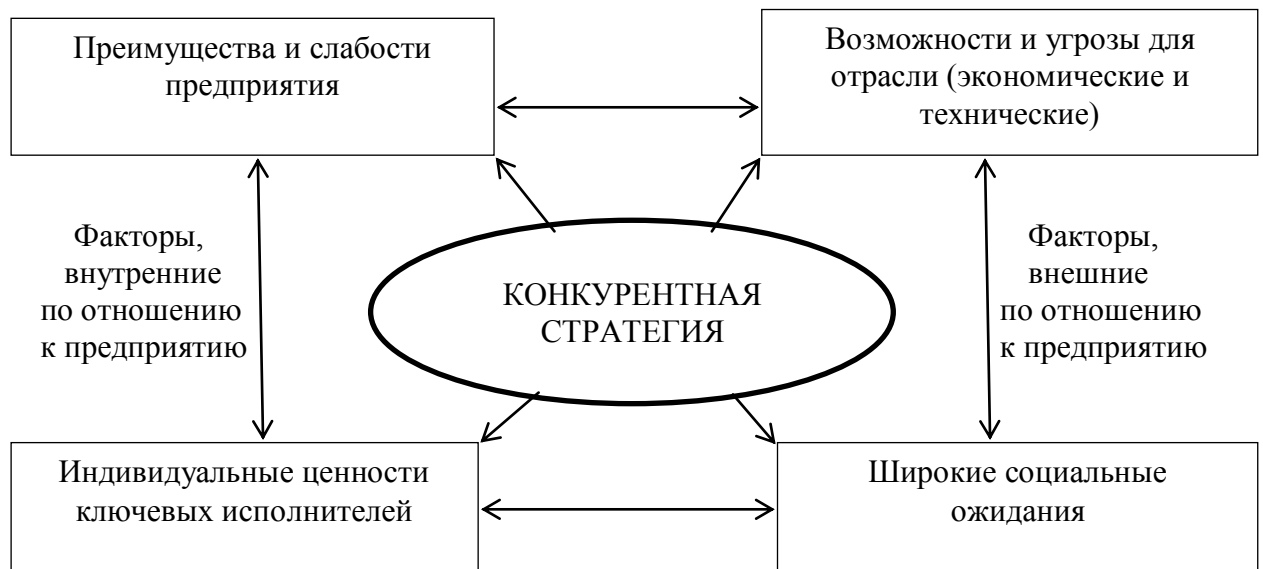 Преимущества и слабости
предприятия
Возможности и угрозы для
отрасли (экономические и
технические)
Факторы,
внутренние
по отношению
к предприятию
КОНКУРЕНТНАЯ
СТРАТЕГИЯ
Факторы,
внешние
по отношению
к предприятию
Индивидуальные ценности
ключевых исполнителей
Широкие социальные
ожидания